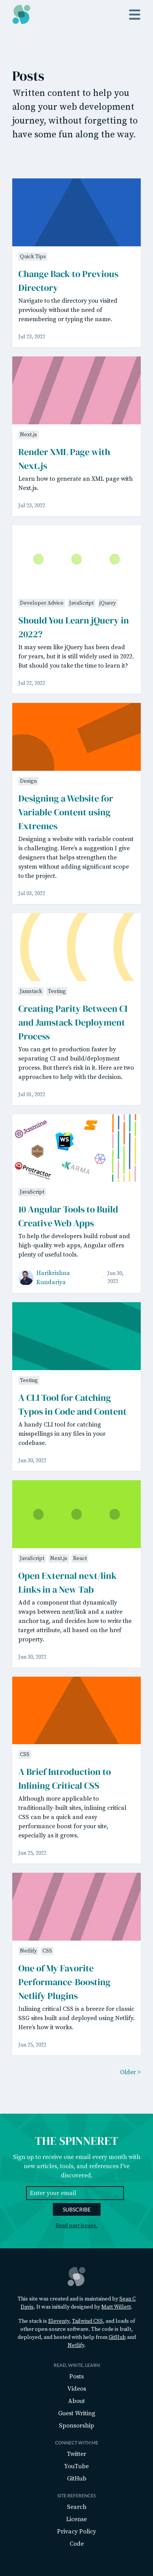 Posts
Written content to help you
along your web development
journey, without forgetting to
have some fun along the way.
Quick Tips
Change Back to Previous
Directory
Navigate to the directory you visited
previously without the need of
remembering or typing the name.
Jul 23, 2022
Next.js
Render XML Page with
Next.js
Learn how to generate an XML page with
Next.js.
Jul 23, 2022
Developer Advice JavaScript jQuery
Should You Learn jQuery in
2022?
It may seem like jQuery has been dead
for years, but it is still widely used in 2022.
But should you take the time to learn it?
Jul 22, 2022
Design
Designing a Website for
Variable Content using
Extremes
Designing a website with variable content
is challenging. Here's a suggestion I give
designers that helps strengthen the
system without adding significant scope
to the project.
Jul 03, 2022
Jamstack Testing
Creating Parity Between CI
and Jamstack Deployment
Process
You can get to production faster by
separating CI and build/deployment
process. But there's risk in it. Here are two
approaches to help with the decision.
Jul 01, 2022
Jasmine
WS
Protractor
KARMA
JavaScript
10 Angular Tools to Build
Creative Web Apps
To help the developers build robust and
high-quality web apps, Angular offers
plenty of useful tools.
Harikrishna
Kundariya
Jun 30,
2022
Testing
A CLI Tool for Catching
Typos in Code and Content
A handy CLI tool for catching
misspellings in any files in your
codebase.
Jun 30, 2022
JavaScript Next.js React
Open External next/link
Links in a New Tab
Add a component that dynamically
swaps between next/link and a native
anchor tag, and discusses how to write the
target attribute, all based on the href
property.
Jun 30, 2022
CSS
A Brief Introduction to
Inlining Critical CSS
Although more applicable to
traditionally-built sites, inlining critical
CSS can be a quick and easy
performance boost for your site,
especially as it grows.
Jun 25, 2022
Netlify CSS
One of My Favorite
Performance-Boosting
Netlify Plugins
Inlining critical CSS is a breeze for classic
SSG sites built and deployed using Netlify.
Here's how it works.
Jun 25, 2022
Older >
THE SPINNERET
Sign up to receive one email every month with
new articles, tools, and references I've
discovered.
Enter your email
SUBSCRIBE
Read past issues.
This site was created and is maintained by Sean C
Davis. It was initially designed by Matt Willett.
The stack is Eleventy, Tailwind CSS, and loads of
other open-source software. The code is built,
deployed, and hosted with help from GitHub and
Netlify.
READ, WRITE, LEARN
Posts
Videos
About
Guest Writing
Sponsorship
CONNECT WITH ME
Twitter
YouTube
GitHub
SITE REFERENCES
Search
License
Privacy Policy
Code